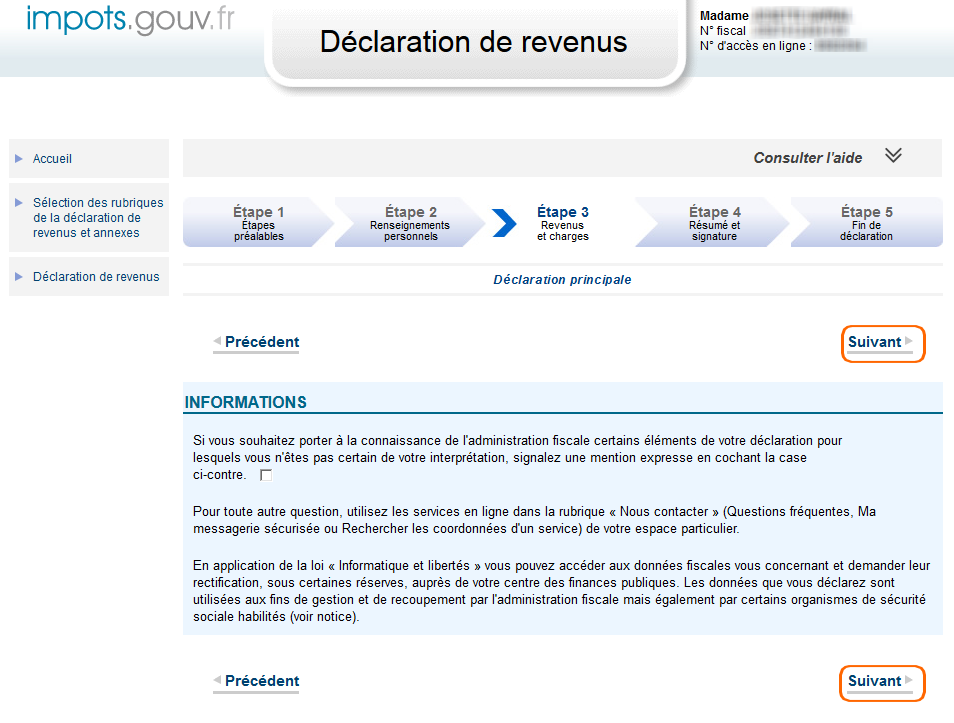 impots.gouv.fr
Déclaration de revenus
Madame
N° fiscal
N° d'accès en ligne :
Accueil
Sélection des rubriques
de la déclaration de
revenus et annexes
Déclaration de revenus
Consulter l'aide
Étape 1
Étapes
préalables
Étape 2
Renseignements
personnels
Étape 3
Revenus
et charges
Étape 4
Résumé et
signature
Étape 5
Fin de
déclaration
Déclaration principale
Précédent
Suivant
INFORMATIONS
Si vous souhaitez porter à la connaissance de l'administration fiscale certains éléments de votre déclaration pour
lesquels vous n'êtes pas certain de votre interprétation, signalez une mention expresse en cochant la case
ci-contre.
Pour toute autre question, utilisez les services en ligne dans la rubrique « Nous contacter » (Questions fréquentes, Ma
messagerie sécurisée ou Rechercher les coordonnées d'un service) de votre espace particulier.
En application de la loi « Informatique et libertés » vous pouvez accéder aux données fiscales vous concernant et demander leur
rectification, sous certaines réserves, auprès de votre centre des finances publiques. Les données que vous déclarez sont
utilisées aux fins de gestion et de recoupement par l'administration fiscale mais également par certains organismes de sécurité
sociale habilités (voir notice).
Précédent
Suivant